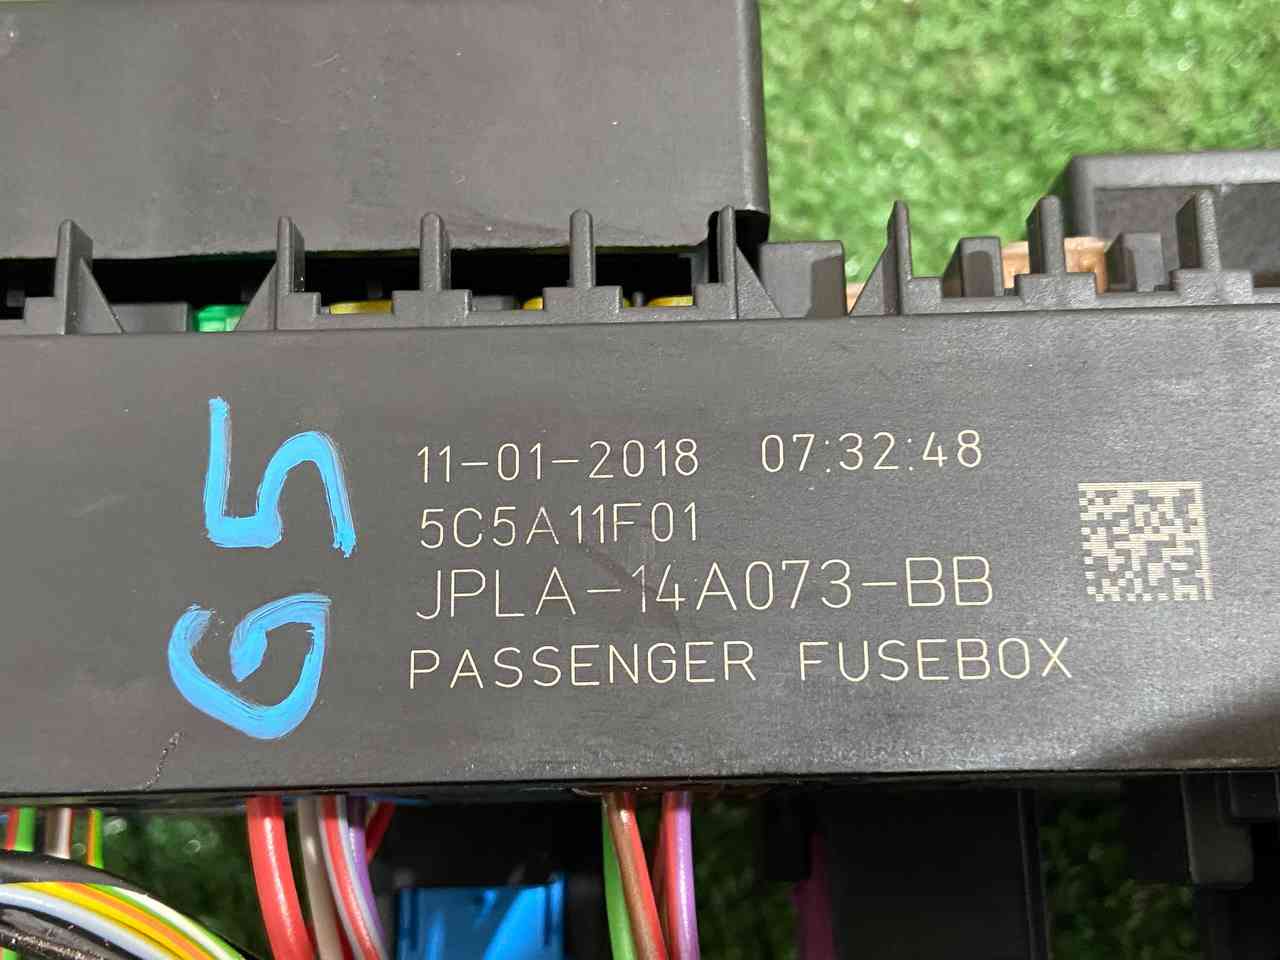 G5
11-01-2018 07:32:48
5C5A11F01
JPLA-14A073-BB
PASSENGER FUSEBOX